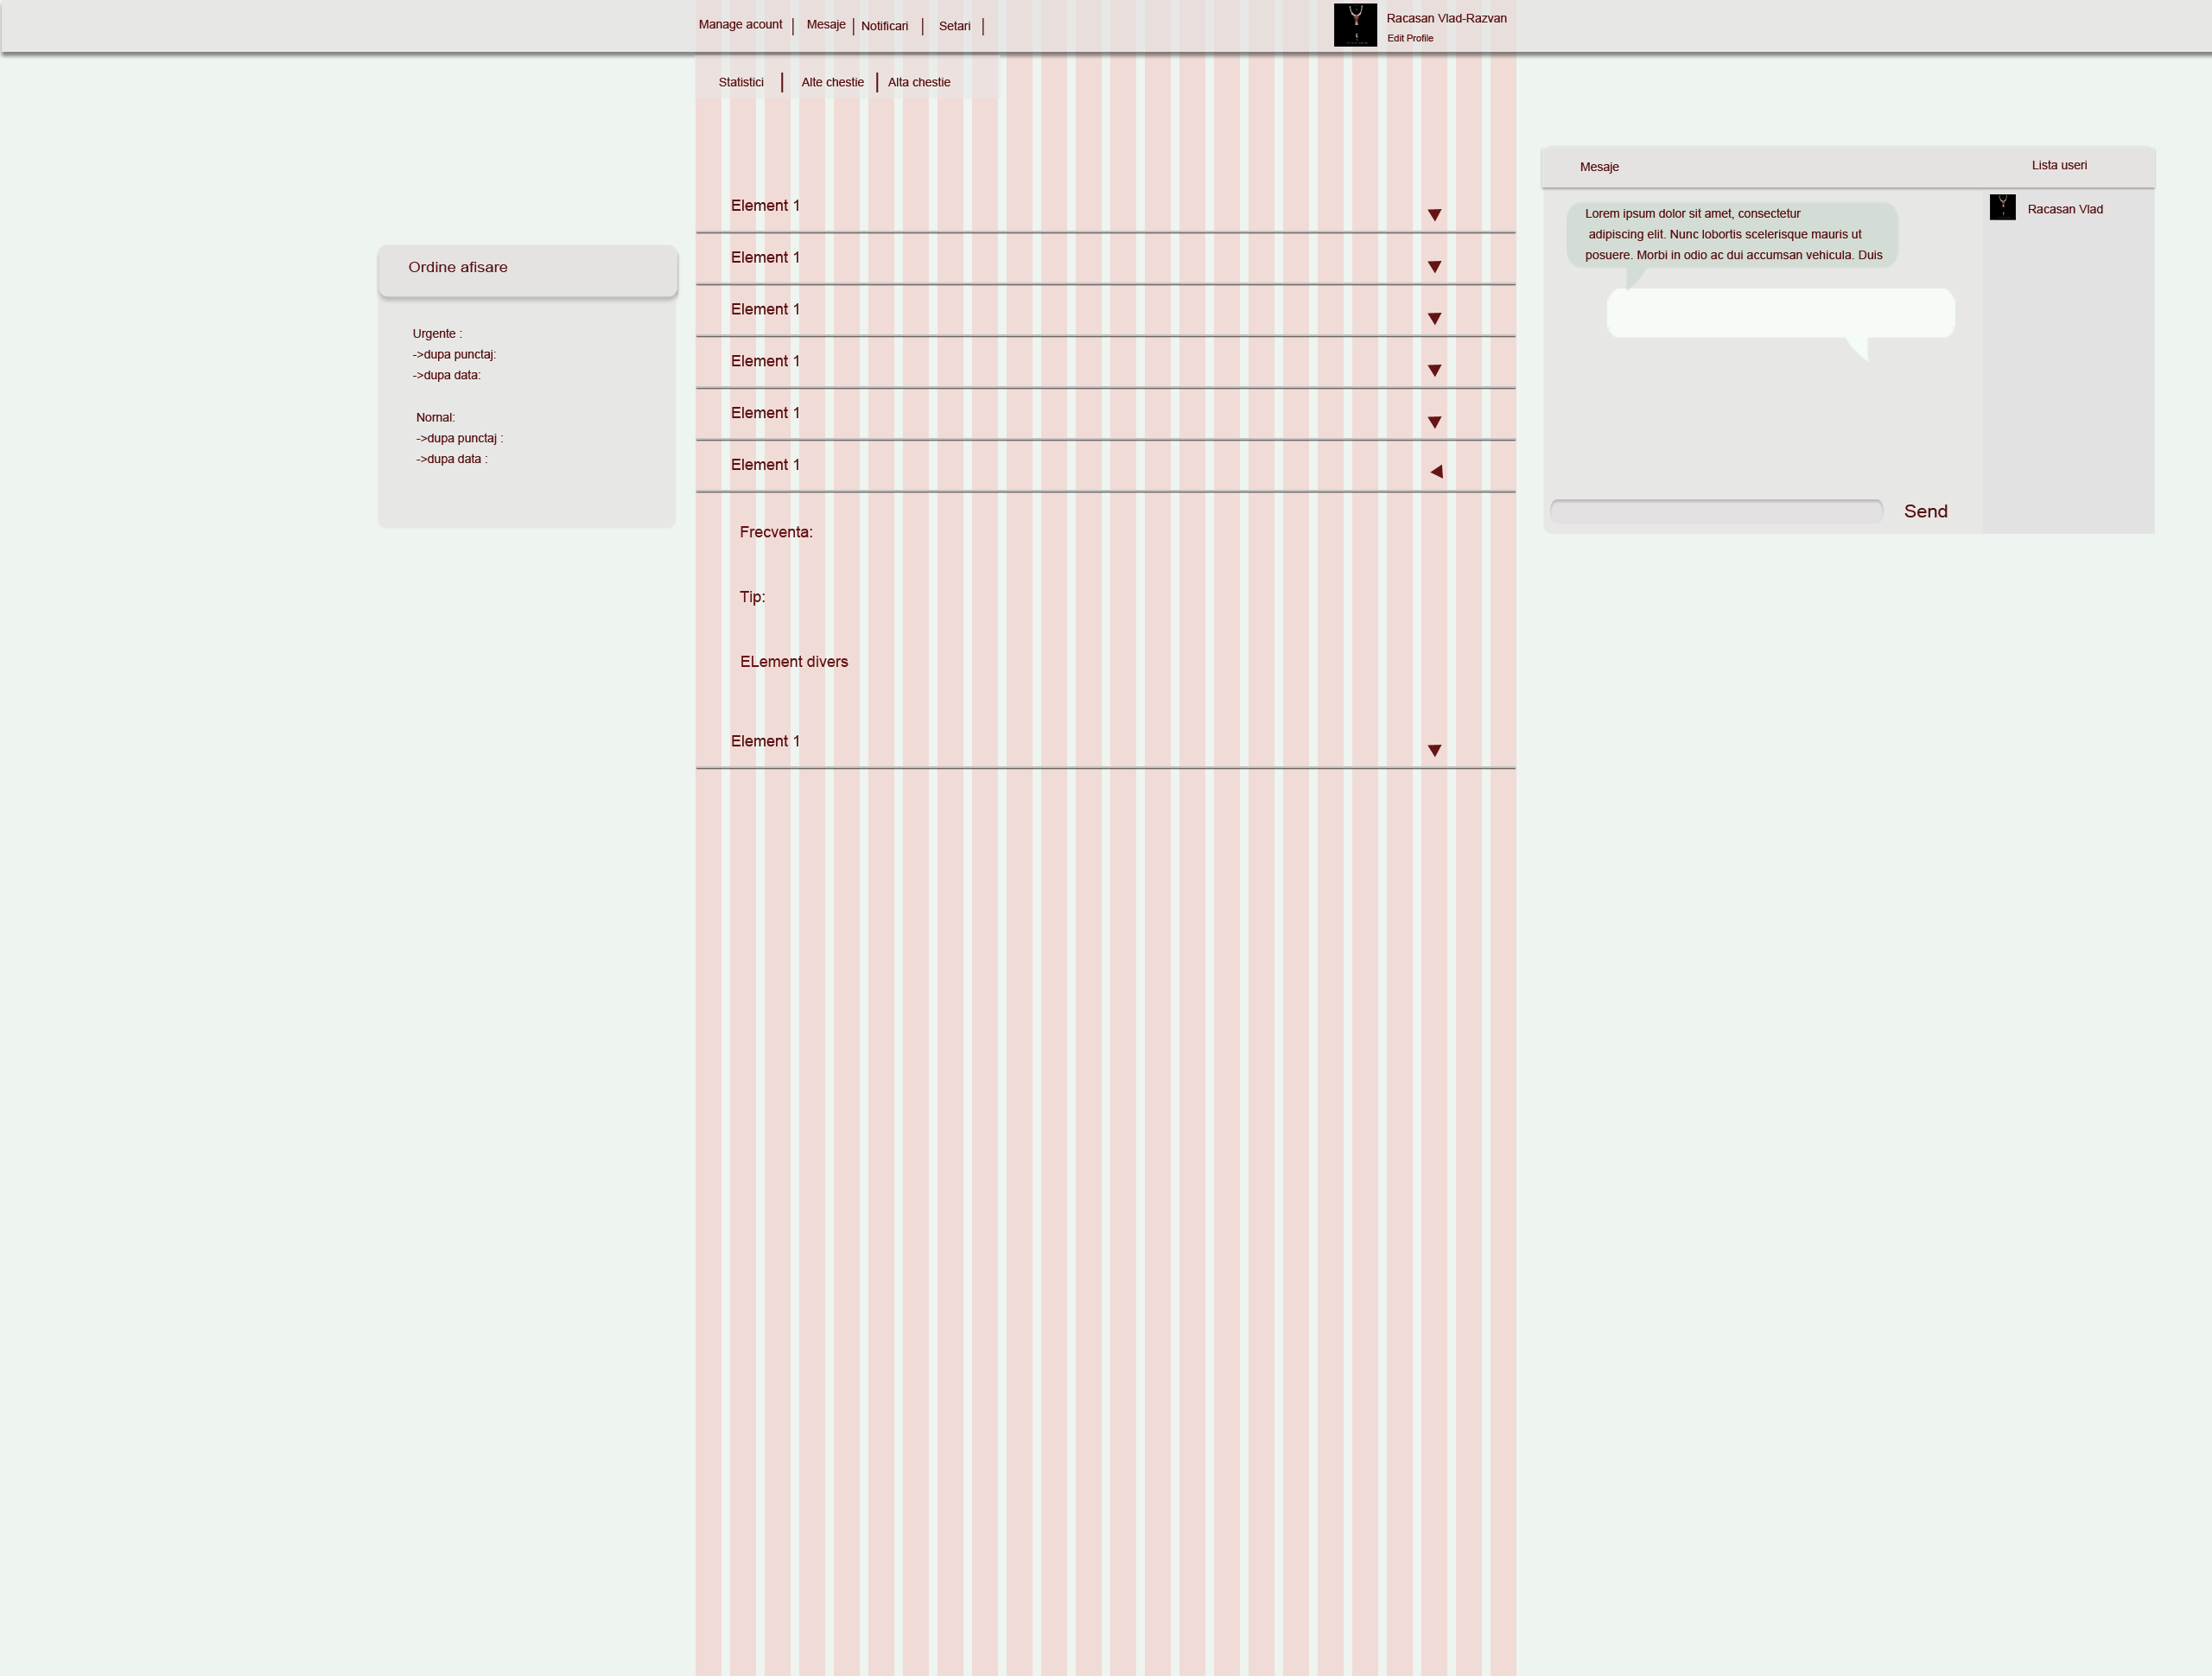 Manage acount | Mesaje | Notificari | Setari |
Racasan Vlad-Razvan
Edit Profile
Statistici | Alte chestie | Alta chestie
Ordine afisare
Urgente :
->dupa punctaj:
->dupa data:
Nornal:
->dupa punctaj :
->dupa data :
Element 1
Element 1
Element 1
Element 1
Element 1
Element 1
Frecventa:
Tip:
ELement divers
Element 1
Mesaje
Lista useri
Lorem ipsum dolor sit amet, consectetur
adipiscing elit. Nunc lobortis scelerisque mauris ut
posuere. Morbi in odio ac dui accumsan vehicula. Duis
Racasan Vlad
Send